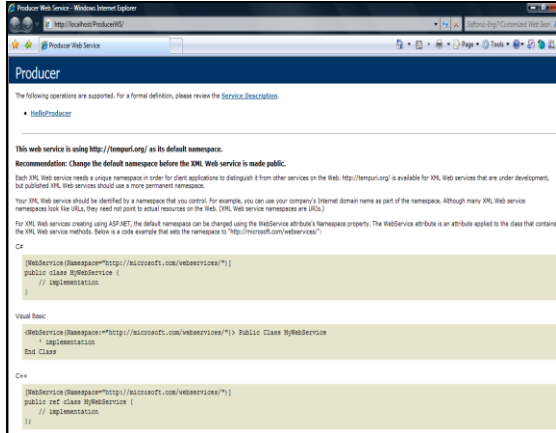 Producer Web Service - Windows Internet Explorer
http://localhost/ProducerWS/
Producer Web Service
Page
Tools
Producer
The following operations are supported. For a formal definition, please review the Service Description.
HelloProducer
This web service is using http://tempuri.org/ as its default namespace.
Recommendation: Change the default namespace before the XML Web service is made public.
Each XML Web service needs a unique namespace in order for client applications to distinguish it from other services on the Web. http://tempuri.org/ is available for XML Web services that are under development,
but published XML Web services should use a more permanent namespace.
Your XML Web service should be identified by a namespace that you control. For example, you can use your company's Internet domain name as part of the namespace. Although many XML Web service
namespaces look like URLs, they need not point to actual resources on the Web. (XML Web service namespaces are URIs.)
For XML Web services creating using ASP.NET, the default namespace can be changed using the WebService attribute's Namespace property. The WebService attribute is an attribute applied to the class that contains
the XML Web service methods. Below is a code example that sets the namespace to "http://microsoft.com/webservices/":
C#
[WebService(Namespace="http://microsoft.com/webservices/")]
public class MyWebService {
// implementation
}
Visual Basic
<WebService(Namespace:="http://microsoft.com/webservices/")> Public Class MyWebService
' implementation
End Class
C++
[WebService(Namespace="http://microsoft.com/webservices/")]
public ref class MyWebService {
// implementation
};